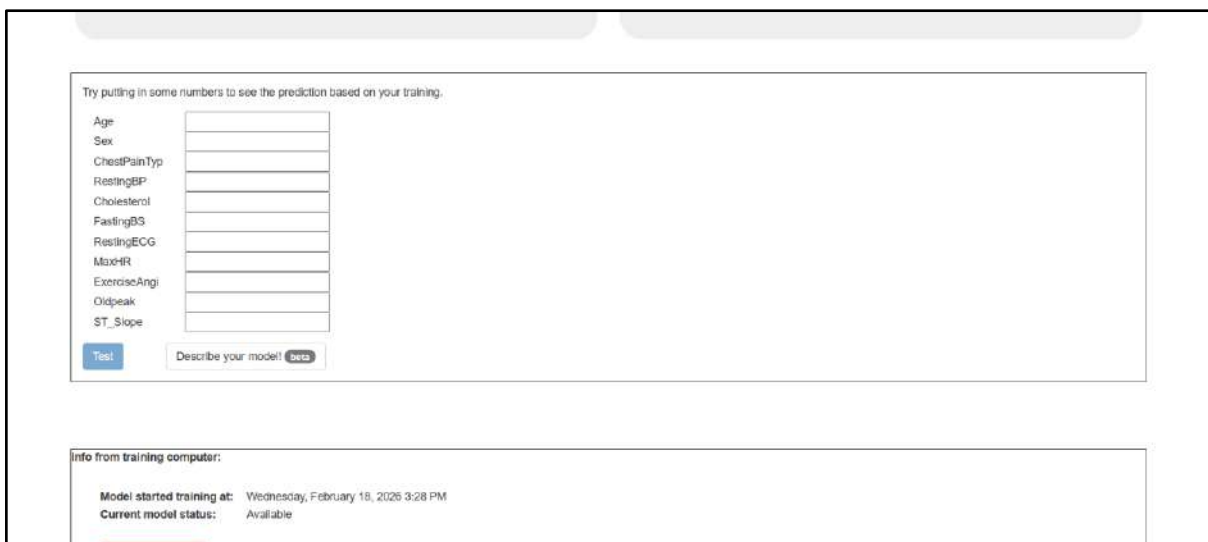 Try putting in some numbers to see the prediction based on your training.
Age
Sex
ChestPainTyp
RestingBP
Cholesterol
FastingBS
RestingECG
MaxHR
ExerciseAngi
Oldpeak
ST_Slope
Test Describe your model! beta
Info from training computer:
Model started training at: Wednesday, February 18, 2026 3:28 PM
Current model status: Available